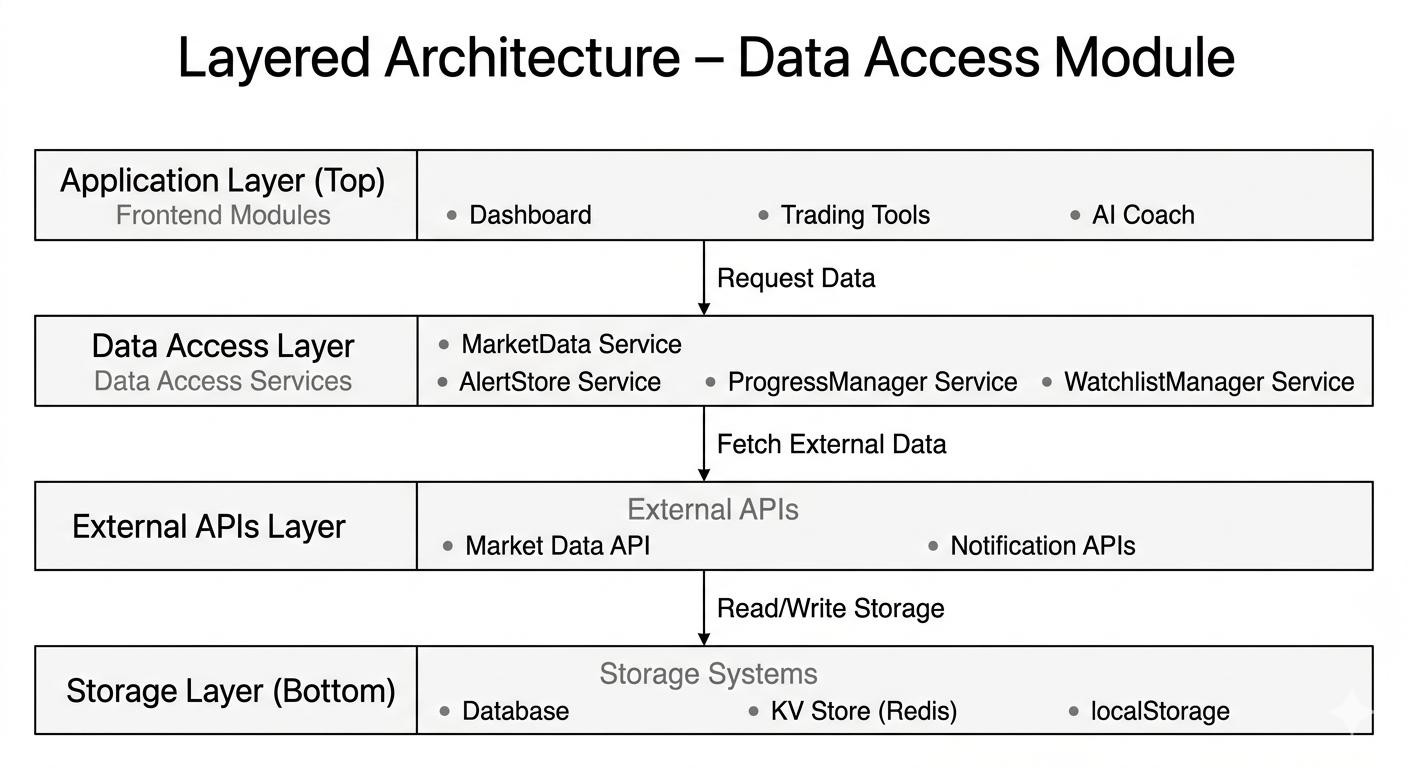 Layered Architecture – Data Access Module
Application Layer (Top)
Frontend Modules
• Dashboard • Trading Tools • AI Coach
Request Data
Data Access Layer
Data Access Services
• MarketData Service
• AlertStore Service • ProgressManager Service • WatchlistManager Service
Fetch External Data
External APIs Layer
External APIs
• Market Data API • Notification APIs
Read/Write Storage
Storage Layer (Bottom)
Storage Systems
• Database • KV Store (Redis) • localStorage